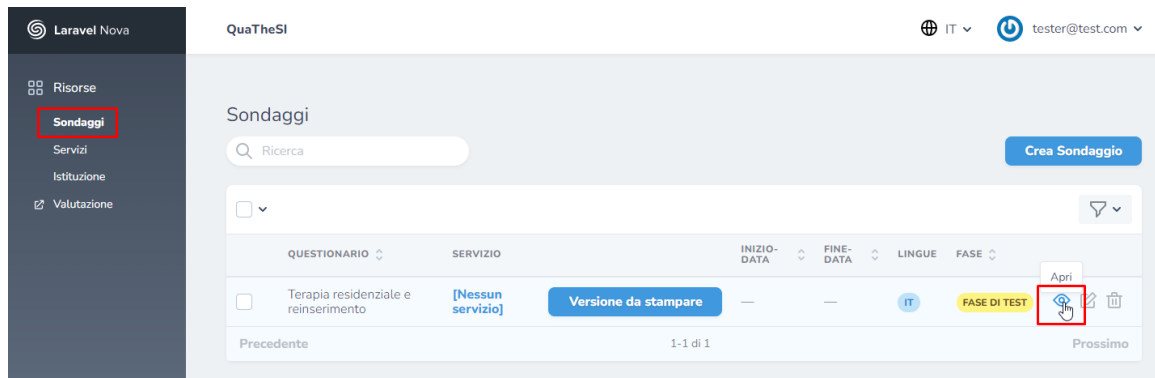 Laravel Nova
QuaTheSI
IT
tester@test.com
Risorse
Sondaggi
Servizi
Istituzione
Valutazione
Sondaggi
Ricerca
Crea Sondaggio
QUESTIONARIO
SERVIZIO
INIZIO-
DATA
FINE-
DATA
LINGUE
FASE
Apri
Terapia residenziale e
reinserimento
[Nessun
servizio]
Versione da stampare
—
—
IT
FASE DI TEST
Precedente
1-1 di 1
Prossimo